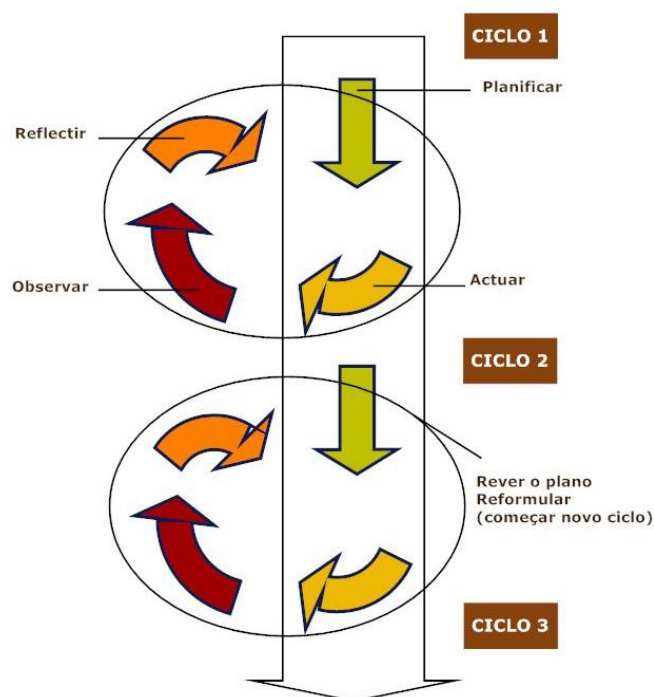 CICLO 1
Planificar
Reflectir
Observar
Actuar
CICLO 2
Rever o plano
Reformular
(começar novo ciclo)
CICLO 3